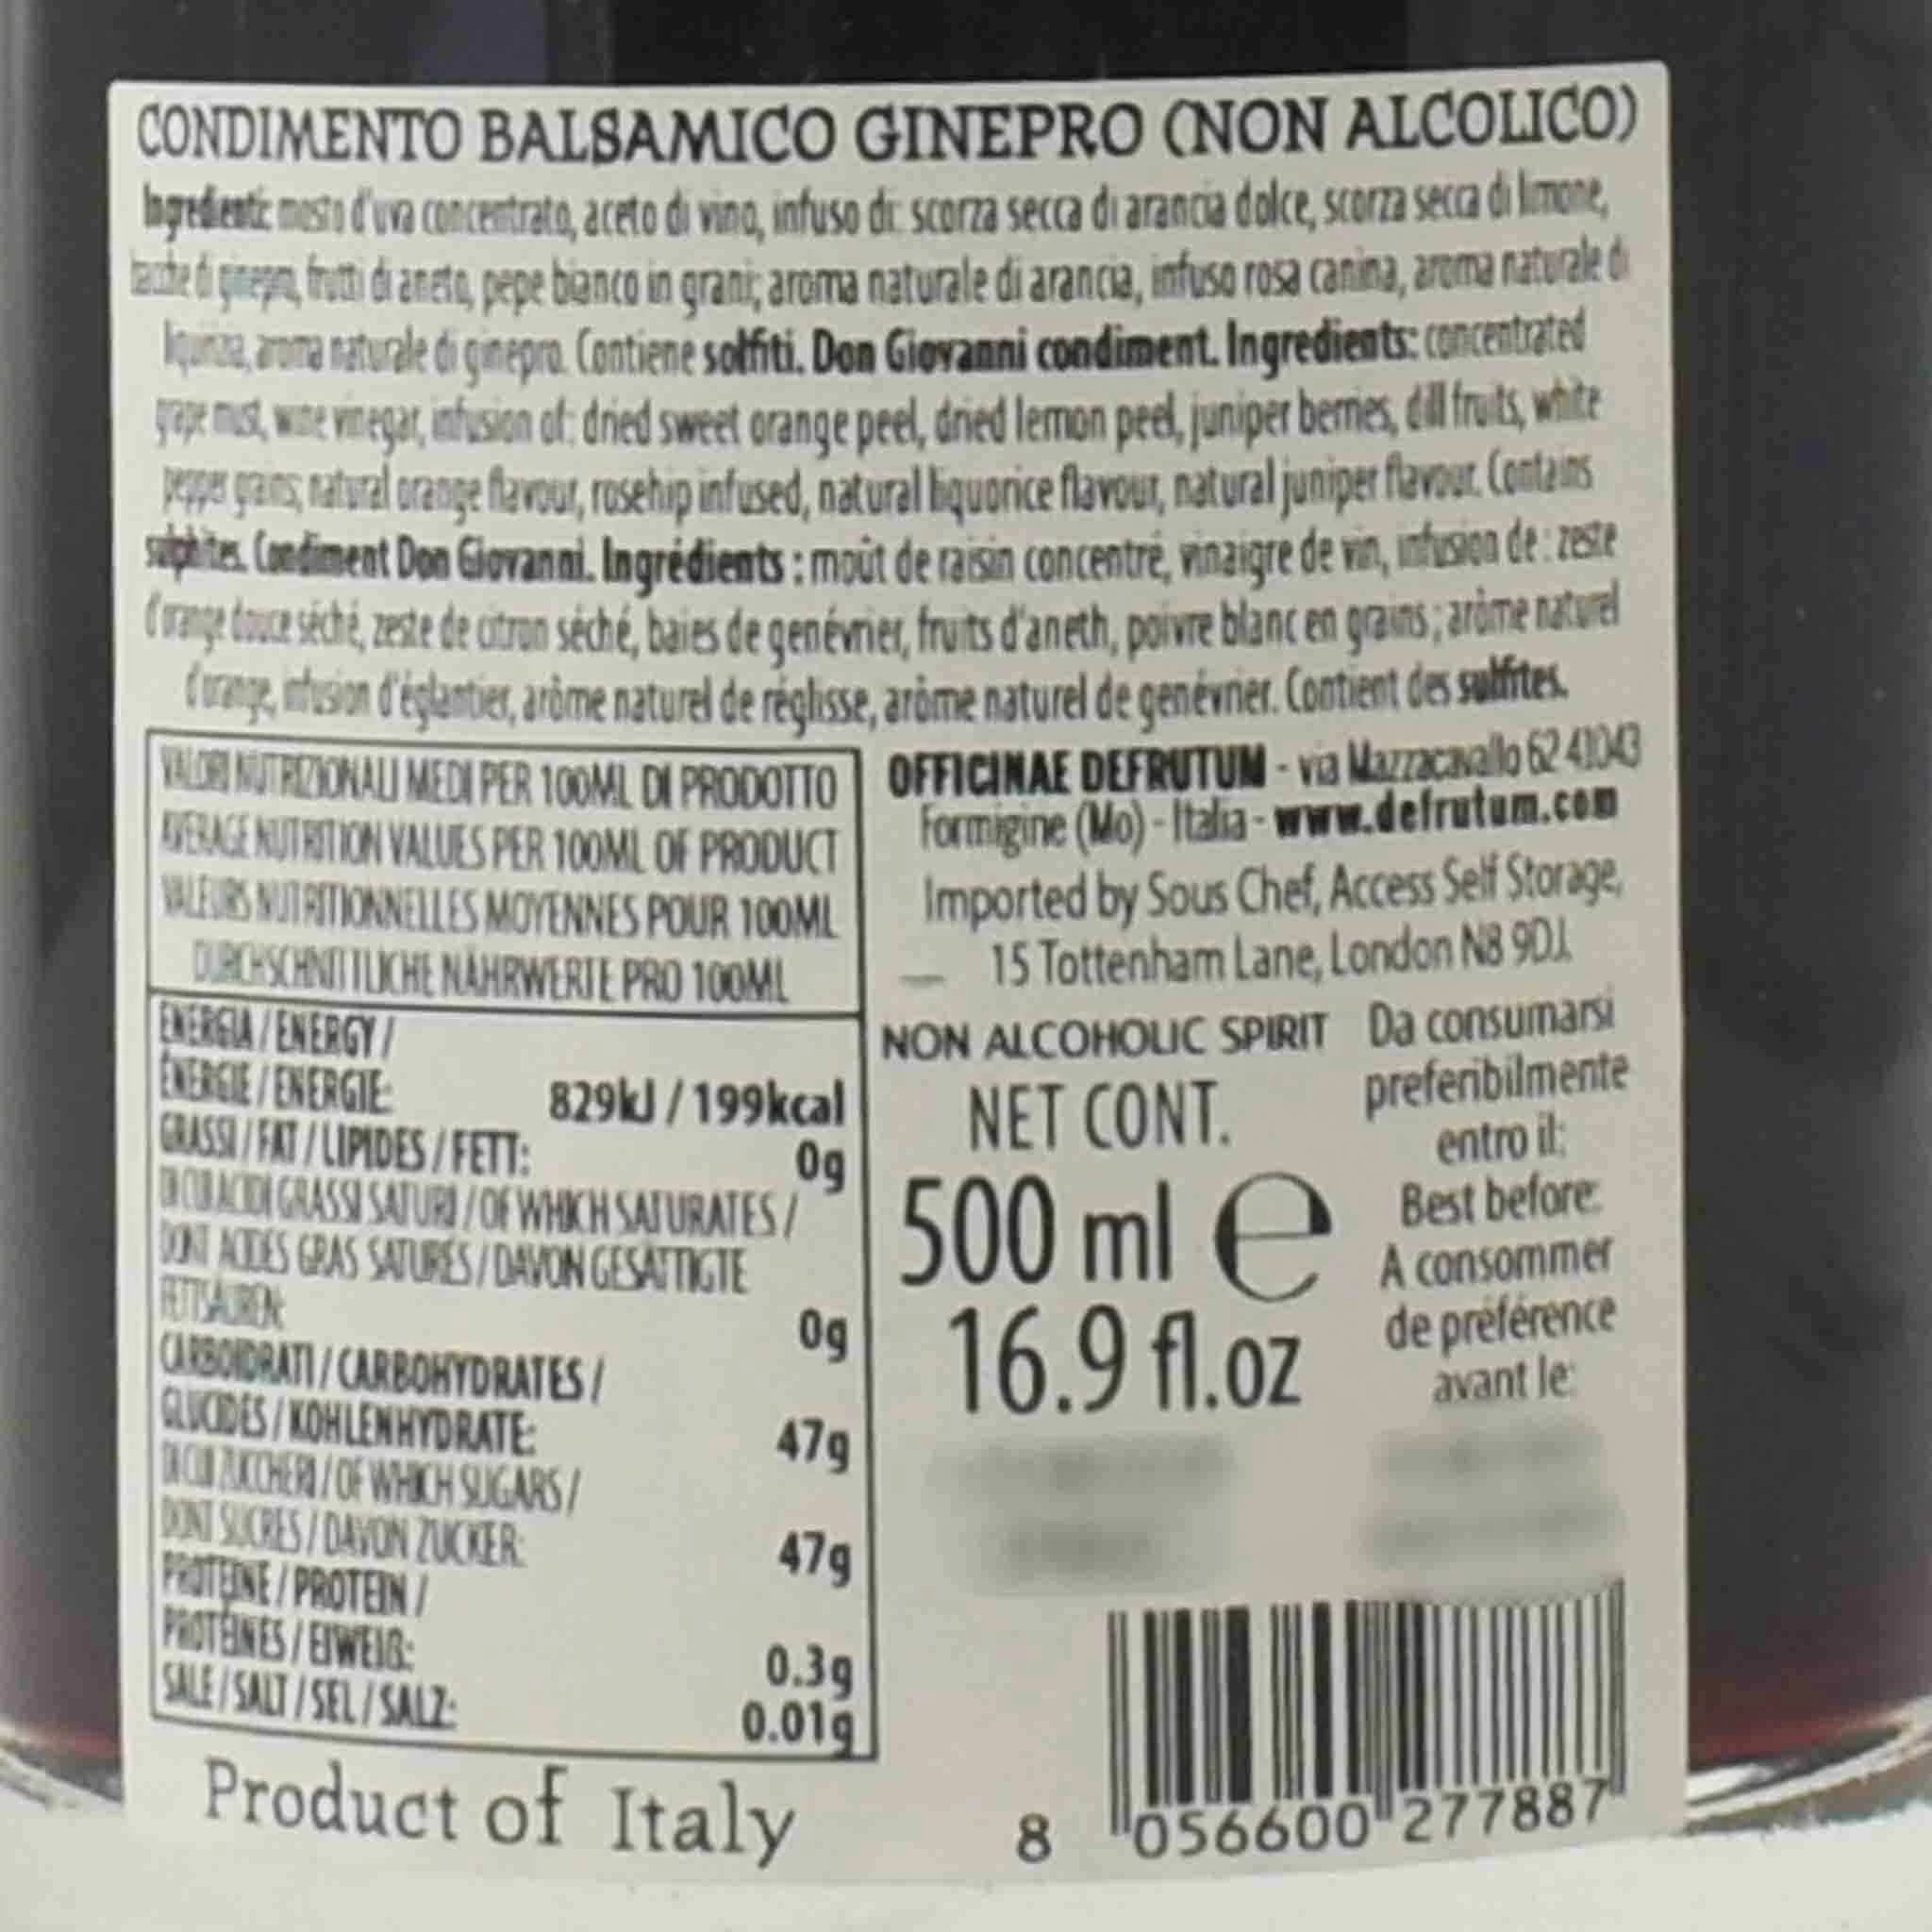 CONDIMENTO BALSAMICO GINEPRO (NON ALCOLICO)
Ingredienti: mosto d'uva concentrato, aceto di vino, infuso di: scorza secca di arancia dolce, scorza secca di limone,
bacche di ginepro, frutti di aneto, pepe bianco in grani; aroma naturale di arancia, infuso rosa canina, aroma naturale di
liquirizia, aroma naturale di ginepro. Contiene solfiti. Don Giovanni condiment. Ingredients: concentrated
grape must, wine vinegar, infusion of: dried sweet orange peel, dried lemon peel, juniper berries, dill fruits, white
pepper grains; natural orange flavour, rosehip infused, natural liquorice flavour, natural juniper flavour. Contains
sulphites. Condiment Don Giovanni. Ingrédients : moût de raisin concentré, vinaigre de vin, infusion de : zeste
d'orange douce séché, zeste de citron séché, baies de genévrier, fruits d'aneth, poivre blanc en grains ; arôme naturel
d'orange, infusion d'églantier, arôme naturel de réglisse, arôme naturel de genévrier. Contient des sulfites.
VALORI NUTRIZIONALI MEDI PER 100ML DI PRODOTTO
AVERAGE NUTRITION VALUES PER 100ML OF PRODUCT
VALEURS NUTRITIONNELLES MOYENNES POUR 100ML
DURCHSCHNITTLICHE NÄHRWERTE PRO 100ML
ENERGIA / ENERGY /
ÉNERGIE / ENERGIE: 829kJ / 199kcal
GRASSI / FAT / LIPIDES / FETT: 0g
DI CUI ACIDI GRASSI SATURI / OF WHICH SATURATES /
DONT ACIDES GRAS SATURÉS / DAVON GESÄTTIGTE
FETTSÄUREN: 0g
CARBOIDRATI / CARBOHYDRATES /
GLUCIDES / KOHLENHYDRATE: 47g
DI CUI ZUCCHERI / OF WHICH SUGARS /
DONT SUCRES / DAVON ZUCKER: 47g
PROTEINE / PROTEIN /
PROTÉINES / EIWEIß: 0.3g
SALE / SALT / SEL / SALZ: 0.01g
Product of Italy
OFFICINAE DEFRUTUM - via Mazzacavallo 62 41043
Formigine (Mo) - Italia - www.defrutum.com
Imported by Sous Chef, Access Self Storage,
15 Tottenham Lane, London N8 9DJ.
NON ALCOHOLIC SPIRIT
NET CONT.
500 ml e
16.9 fl.oz
Da consumarsi
preferibilmente
entro il:
Best before:
A consommer
de préférence
avant le:
8 056600 277887